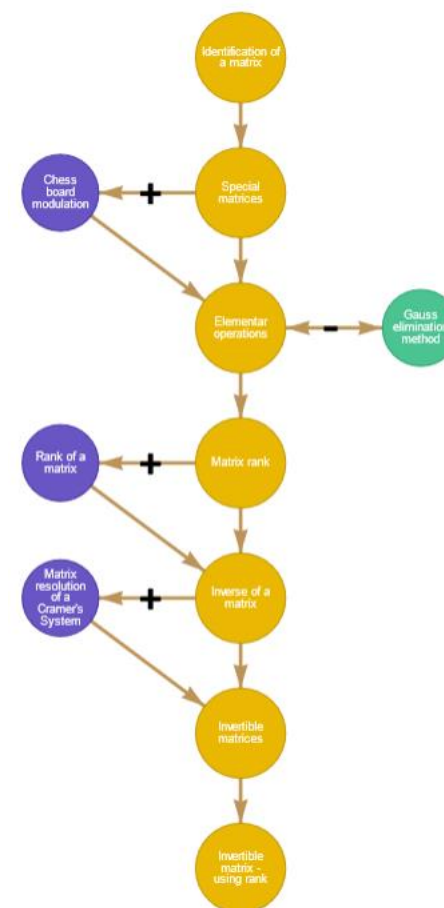 Identification of
a matrix
Chess
board
modulation
+
Special
matrices
Elementar
operations
-
Gauss
elimination
method
Rank of a
matrix
+
Matrix rank
Matrix
resolution
of a
Cramer's
System
+
Inverse of a
matrix
Invertible
matrices
Invertible
matrix -
using rank